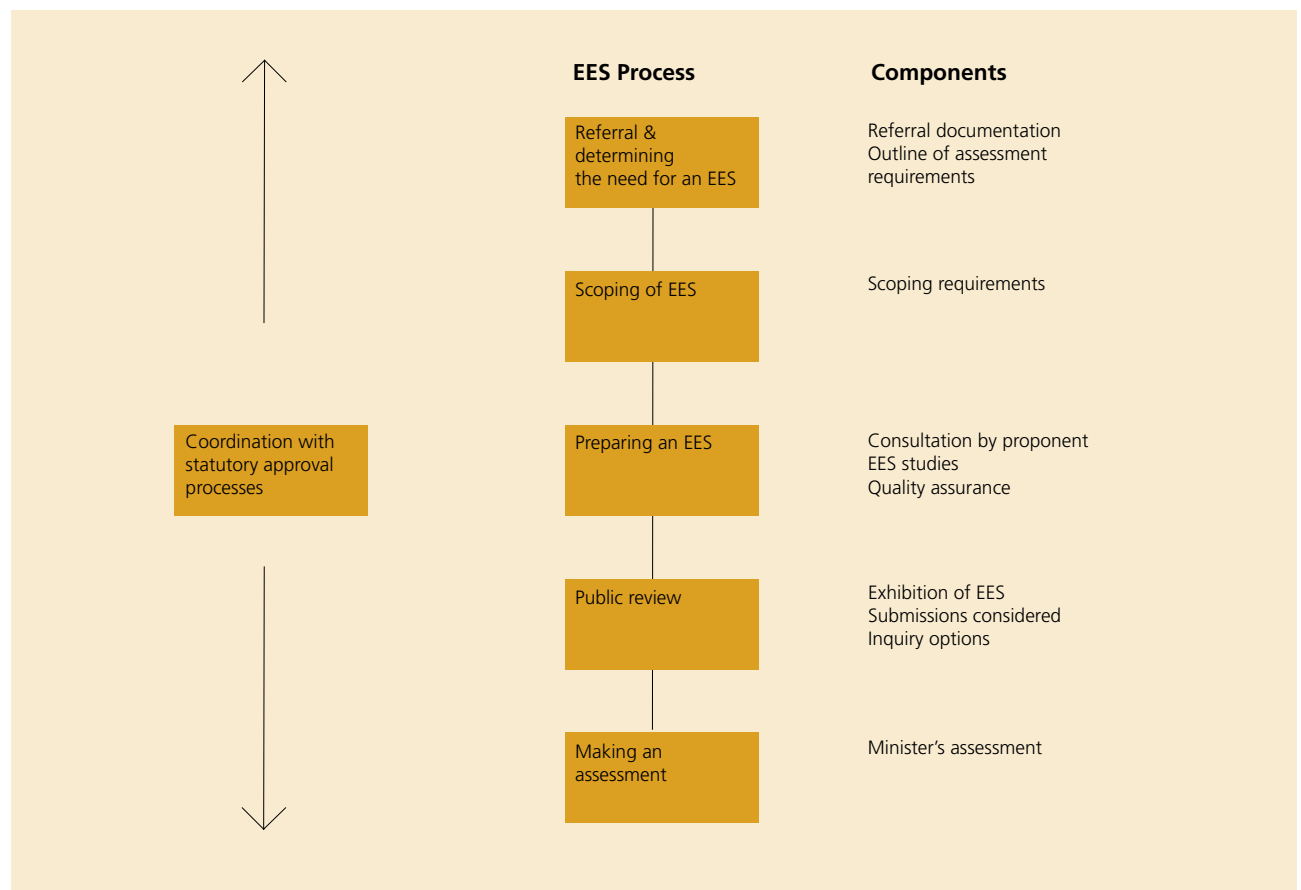 EES Process
Components
Referral &
determining
the need for an EES
Referral documentation
Outline of assessment
requirements
Scoping of EES
Scoping requirements
Coordination with
statutory approval
processes
Preparing an EES
Consultation by proponent
EES studies
Quality assurance
Public review
Exhibition of EES
Submissions considered
Inquiry options
Making an
assessment
Minister’s assessment